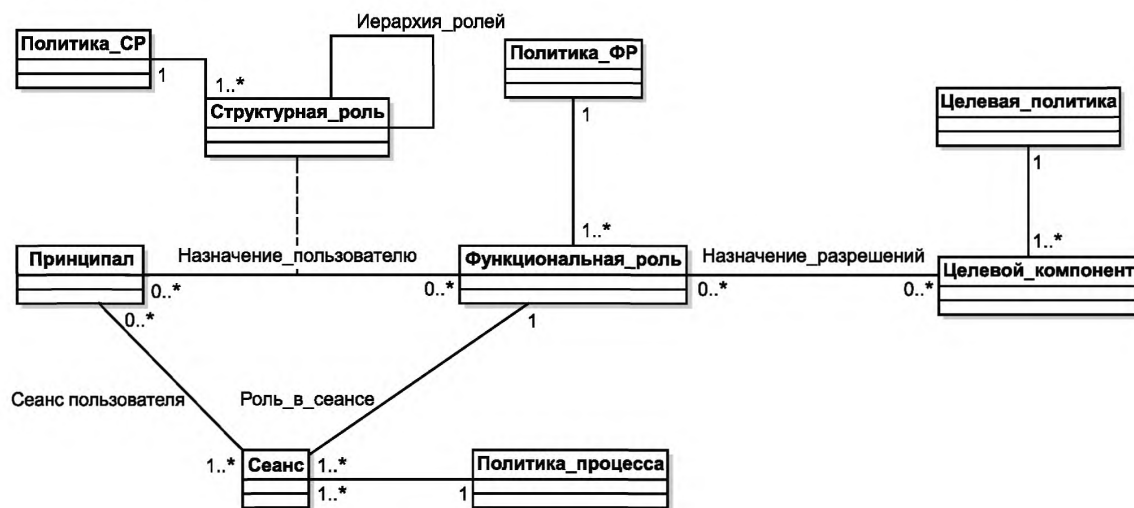 Иерархия_ролей
Политика_СР
1
1..*
Структурная_роль
Политика_ФР
1
Целевая_политика
1
1..*
1..*
Принципал
Назначение_пользователю
Функциональная_роль
Назначение_разрешений
Целевой_компонент
0..*
0..*
0..*
0..*
0..*
1
Сеанс пользователя
Роль_в_сеансе
1..*
Сеанс
1..*
Политика_процесса
1..*
1